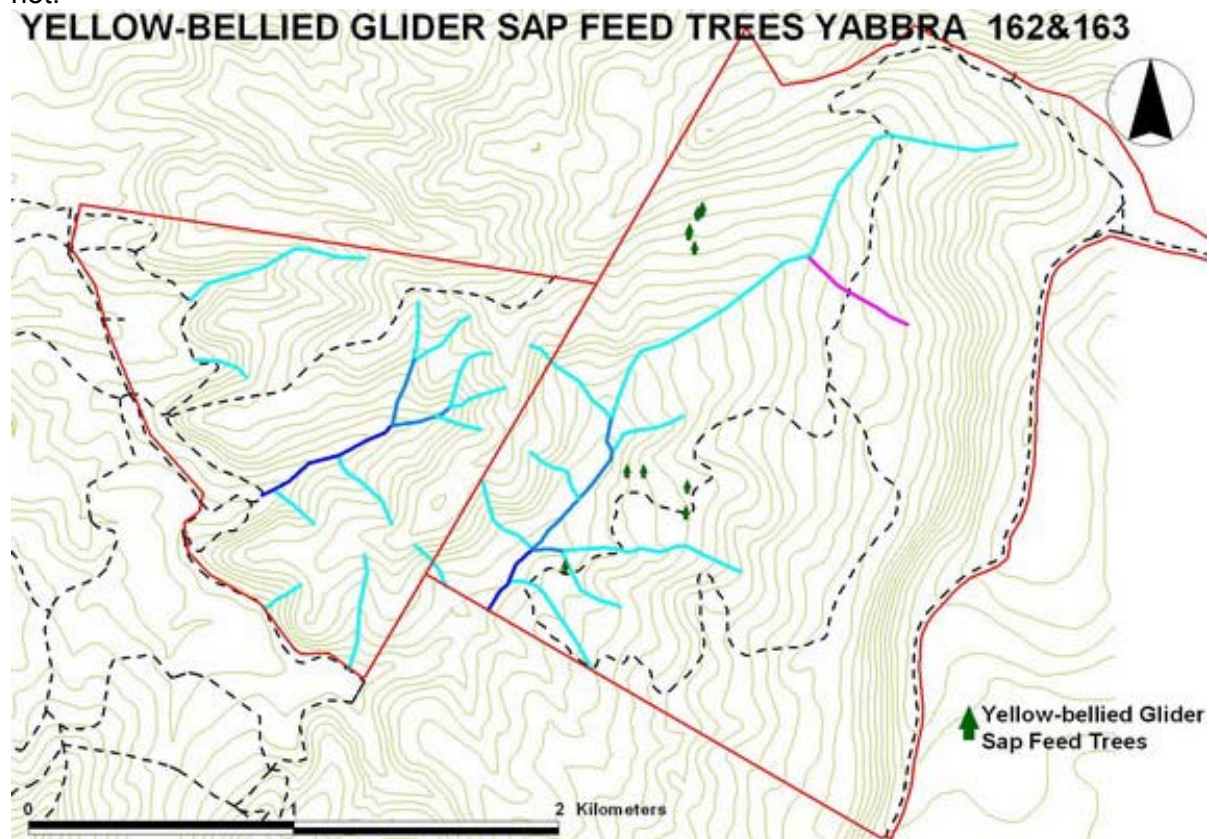 not.
YELLOW-BELLIED GLIDER SAP FEED TREES YABBRA 162&163
Yellow-bellied Glider
Sap Feed Trees
0 1 2 Kilometers